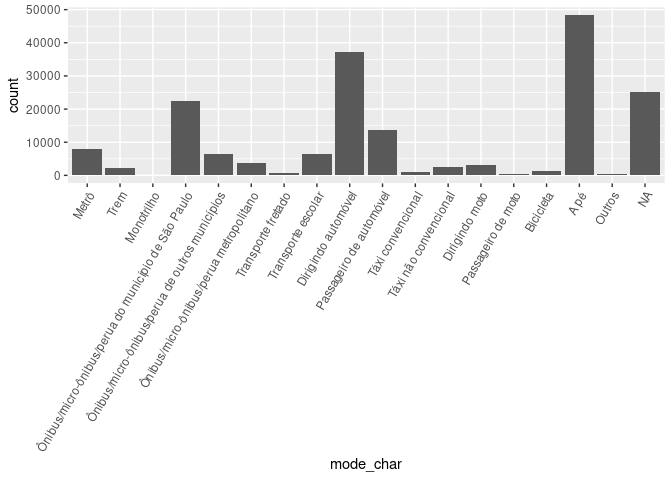 50000
40000
30000
20000
10000
0
count
Metrô
Trem
Monotrilho
Ônibus/micro-ônibus/perua do município de São Paulo
Ônibus/micro-ônibus/perua de outros municípios
Ônibus/micro-ônibus/perua metropolitano
Transporte fretado
Transporte escolar
Dirigindo automóvel
Passageiro de automóvel
Táxi convencional
Táxi não convencional
Dirigindo moto
Passageiro de moto
Bicicleta
A pé
Outros
NA
mode_char